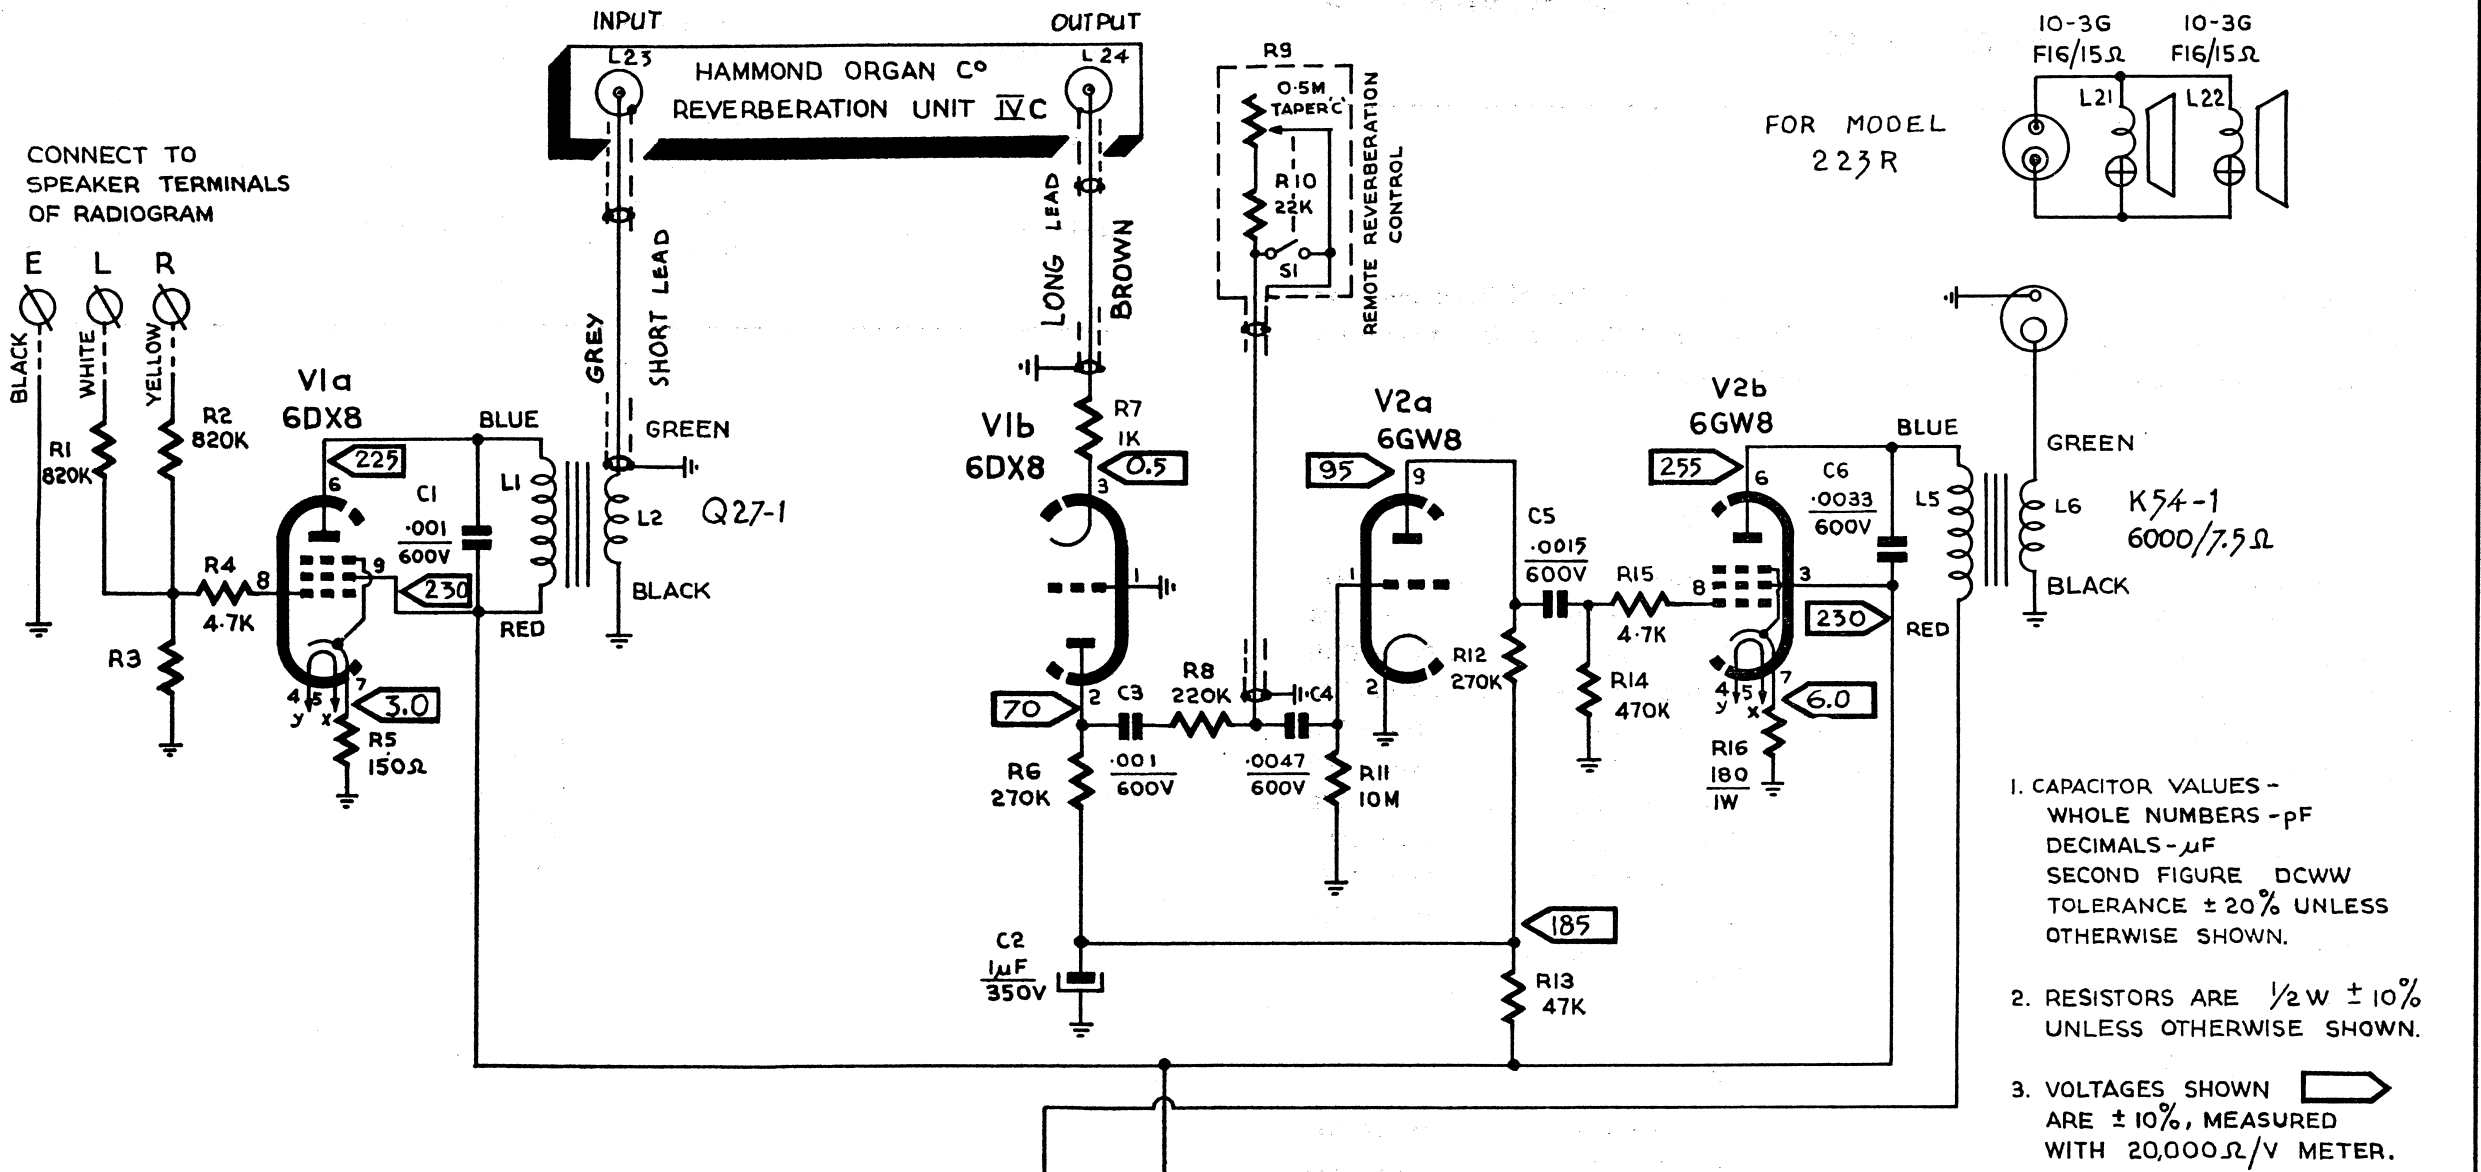 INPUT
OUTPUT
L23
L24
HAMMOND ORGAN Cº
REVERBERATION UNIT IVC
CONNECT TO
SPEAKER TERMINALS
OF RADIOGRAM
E L R
BLACK
WHITE
YELLOW
R1
820K
R2
820K
R3
R4
4.7K
V1a
6DX8
225
6
8
9
230
4 5 7
y x
3.0
R5
150Ω
C1
.001
600V
BLUE
RED
L1
L2
Q27-1
GREY
SHORT LEAD
GREEN
BLACK
LONG LEAD
BROWN
R7
1K
V1b
6DX8
0.5
3
1
2
70
R6
270K
C2
1µF
350V
C3
.001
600V
R8
220K
R9
0.5M
TAPER 'C'
R10
22K
S1
REMOTE REVERBERATION
CONTROL
C4
.0047
600V
R11
10M
V2a
6GW8
95
9
1
2
R12
270K
185
R13
47K
C5
.0015
600V
R14
470K
R15
4.7K
V2b
6GW8
255
6
8
3
230
4 5 7
y x
6.0
R16
180
1W
C6
.0033
600V
BLUE
RED
L5
L6
GREEN
BLACK
K54-1
6000/7.5Ω
FOR MODEL
223R
10-3G 10-3G
F16/15Ω F16/15Ω
L21 L22
1. CAPACITOR VALUES -
WHOLE NUMBERS - pF
DECIMALS - µF
SECOND FIGURE DCWW
TOLERANCE ± 20% UNLESS
OTHERWISE SHOWN.
2. RESISTORS ARE 1/2 W ± 10%
UNLESS OTHERWISE SHOWN.
3. VOLTAGES SHOWN
ARE ± 10%, MEASURED
WITH 20,000Ω/V METER.